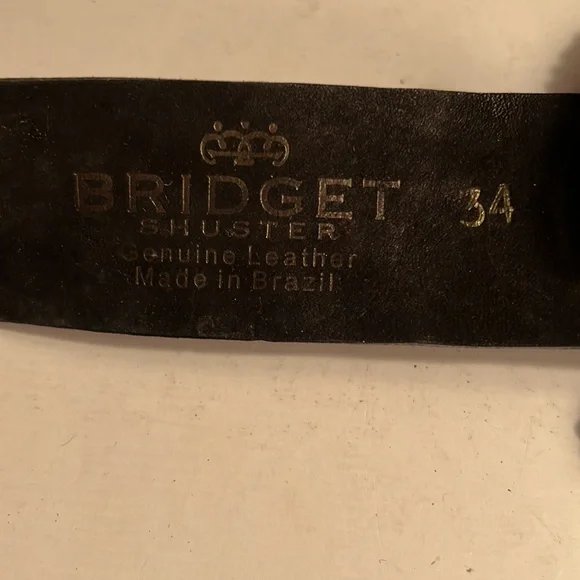 BRIDGET 34
SHUSTER
Genuine Leather
Made in Brazil